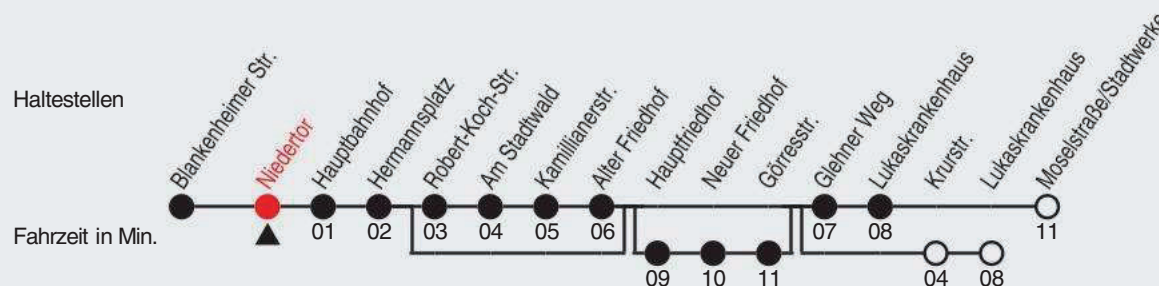 Haltestellen
Blankenheimer Str.
Niedertor
Hauptbahnhof
Hermannsplatz
Robert-Koch-Str.
Am Stadtwald
Kamillianerstr.
Alter Friedhof
Hauptfriedhof
Neuer Friedhof
Görresstr.
Glehner Weg
Lukaskrankenhaus
Krurstr.
Lukaskrankenhaus
Moselstraße/Stadtwerke
Fahrzeit in Min.
01 02 03 04 05 06 07 08 11
09 10 11 04 08